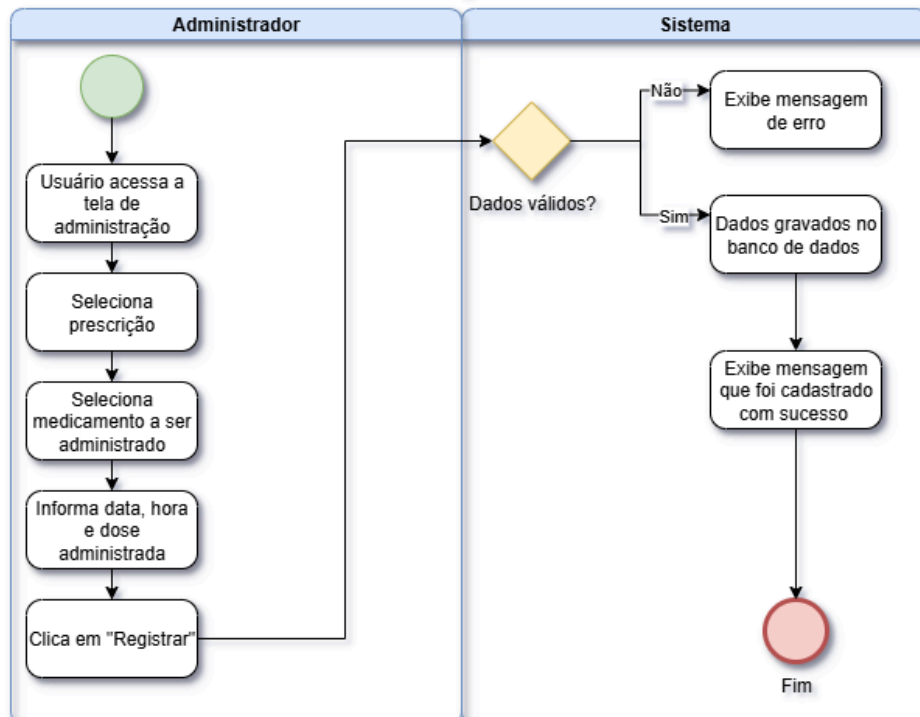 Administrador
Sistema
Usuário acessa a
tela de
administração
Seleciona
prescrição
Seleciona
medicamento a ser
administrado
Informa data, hora
e dose
administrada
Clica em "Registrar"
Dados válidos?
Não
Exibe mensagem
de erro
Sim
Dados gravados no
banco de dados
Exibe mensagem
que foi cadastrado
com sucesso
Fim